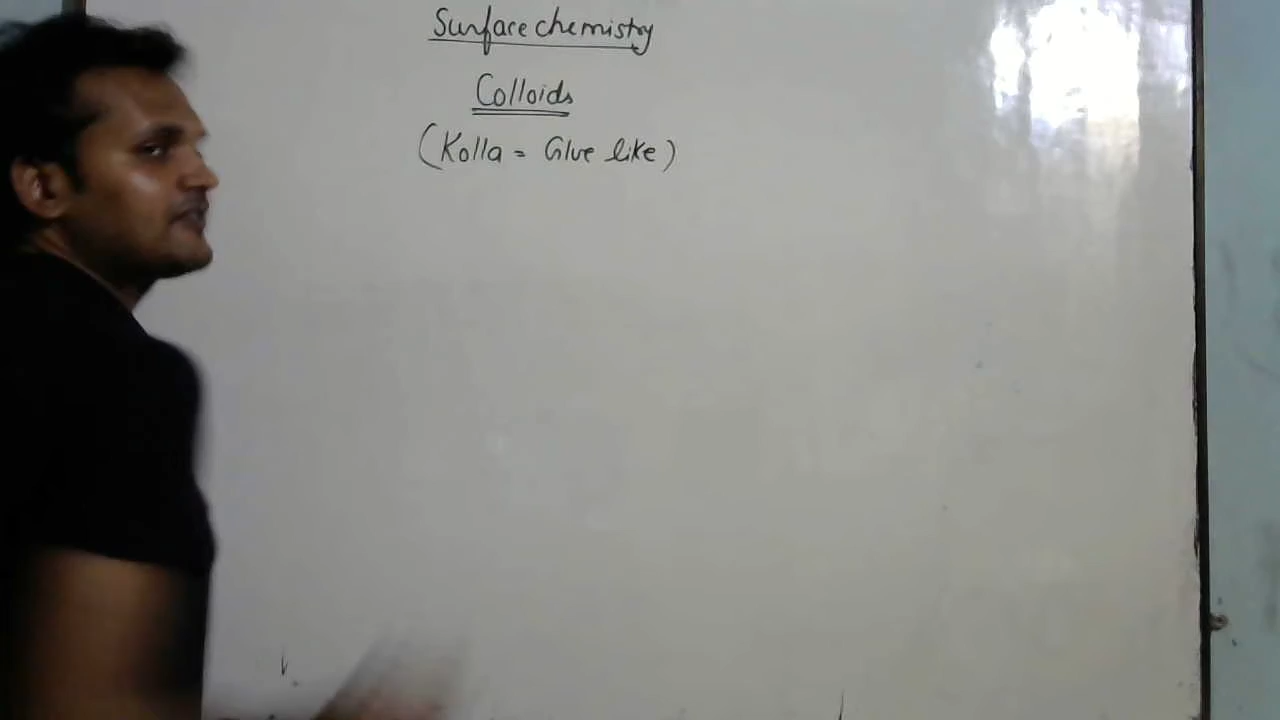 Surface chemistry
Colloids
(Kolla = Glue like)